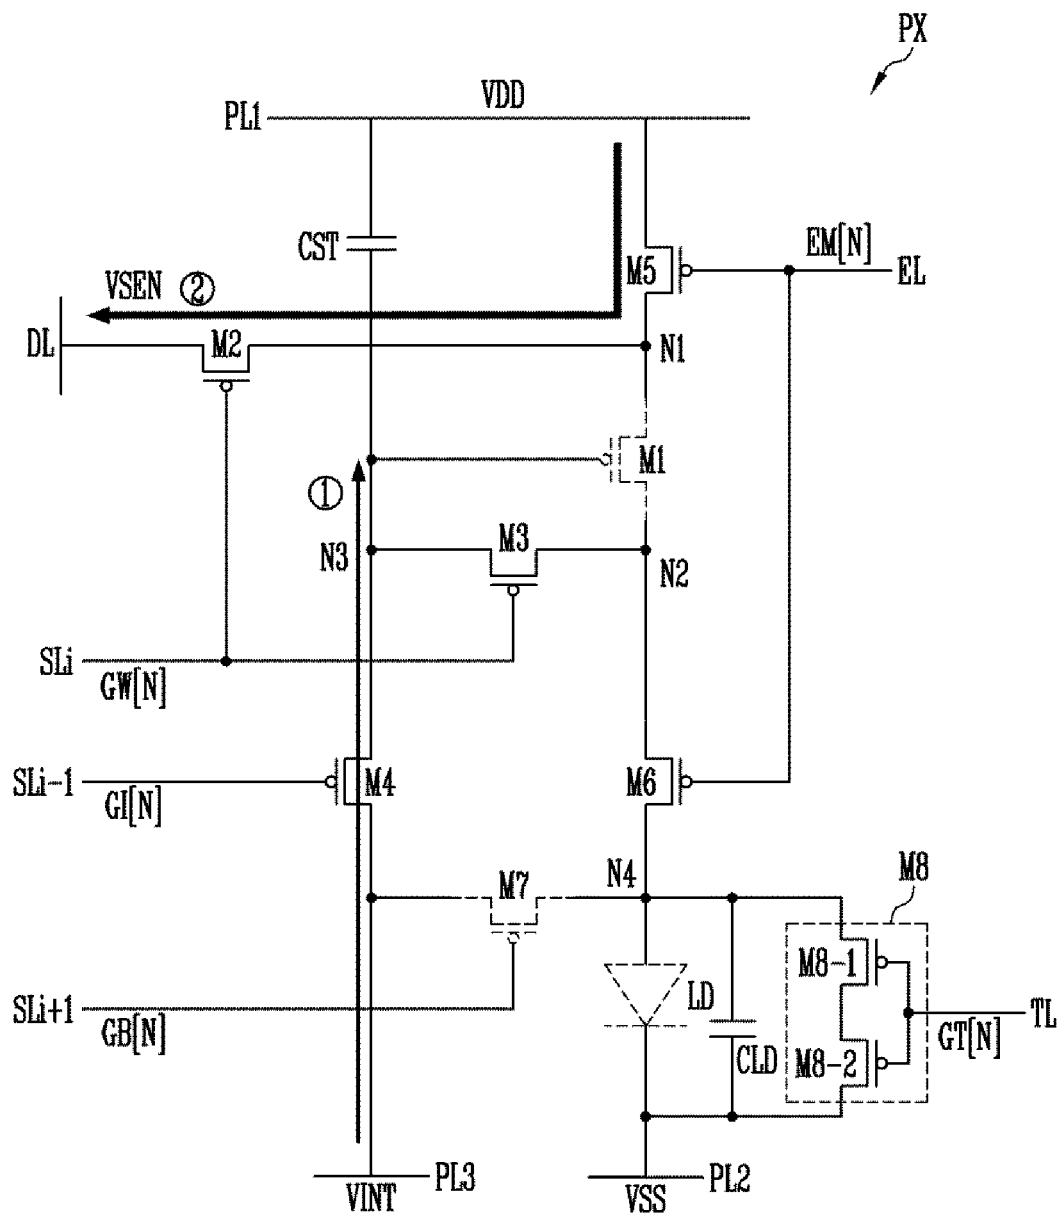 PX
VDD
PL1
CST
EM[N]
M5
EL
VSEN ②
DL
M2
N1
M1
①
M3
N3
N2
SLi
GW[N]
SLi-1
M4
M6
GI[N]
M8
N4
M7
M8-1
LD
SLi+1
GB[N]
TL
GT[N]
CLD
M8-2
PL3
VINT
PL2
VSS